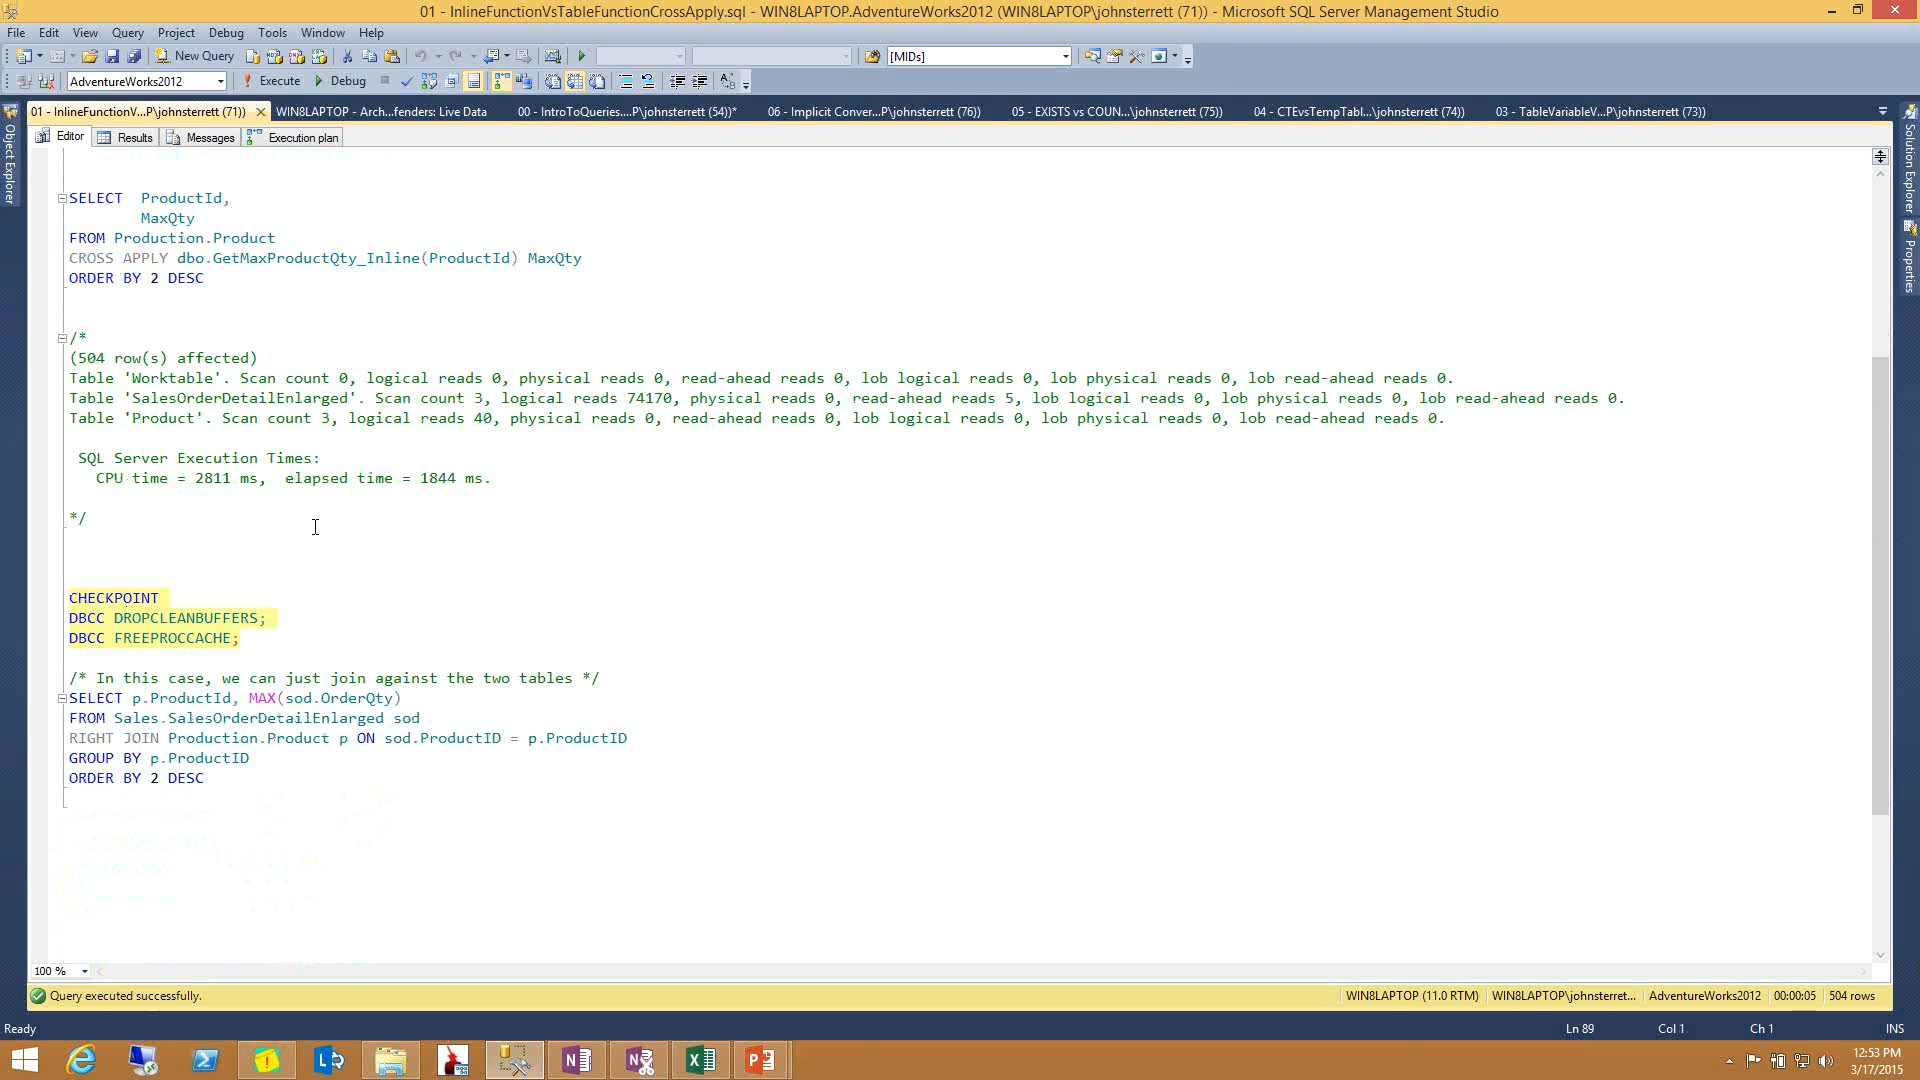 01 - InlineFunctionVsTableFunctionCrossApply.sql - WIN8LAPTOP.AdventureWorks2012 (WIN8LAPTOP\johnsterrett (71)) - Microsoft SQL Server Management Studio
File Edit View Query Project Debug Tools Window Help
New Query [MIDs]
AdventureWorks2012 Execute Debug
01 - InlineFunctionV...P\johnsterrett (71)) WIN8LAPTOP - Arch...fenders: Live Data 00 - IntroToQueries....P\johnsterrett (54))* 06 - Implicit Conver...P\johnsterrett (76)) 05 - EXISTS vs COUN...\johnsterrett (75)) 04 - CTEvsTempTabl...\johnsterrett (74)) 03 - TableVariableV...P\johnsterrett (73))
Object Explorer
Solution Explorer
Properties
Editor Results Messages Execution plan
SELECT ProductId,
MaxQty
FROM Production.Product
CROSS APPLY dbo.GetMaxProductQty_Inline(ProductId) MaxQty
ORDER BY 2 DESC
/*
(504 row(s) affected)
Table 'Worktable'. Scan count 0, logical reads 0, physical reads 0, read-ahead reads 0, lob logical reads 0, lob physical reads 0, lob read-ahead reads 0.
Table 'SalesOrderDetailEnlarged'. Scan count 3, logical reads 74170, physical reads 0, read-ahead reads 5, lob logical reads 0, lob physical reads 0, lob read-ahead reads 0.
Table 'Product'. Scan count 3, logical reads 40, physical reads 0, read-ahead reads 0, lob logical reads 0, lob physical reads 0, lob read-ahead reads 0.
SQL Server Execution Times:
CPU time = 2811 ms, elapsed time = 1844 ms.
*/
CHECKPOINT
DBCC DROPCLEANBUFFERS;
DBCC FREEPROCCACHE;
/* In this case, we can just join against the two tables */
SELECT p.ProductId, MAX(sod.OrderQty)
FROM Sales.SalesOrderDetailEnlarged sod
RIGHT JOIN Production.Product p ON sod.ProductID = p.ProductID
GROUP BY p.ProductID
ORDER BY 2 DESC
100 %
Query executed successfully. WIN8LAPTOP (11.0 RTM) WIN8LAPTOP\johnsterret... AdventureWorks2012 00:00:05 504 rows
Ready Ln 89 Col 1 Ch 1 INS
12:53 PM
3/17/2015